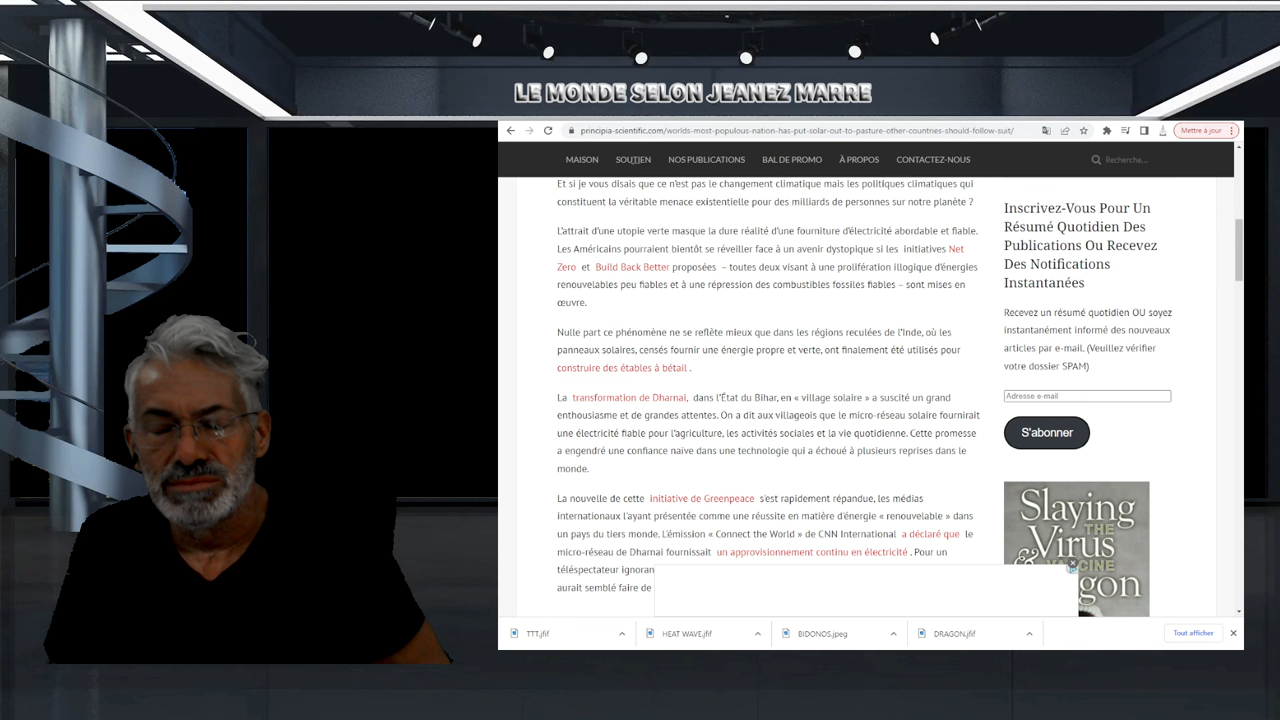 LE MONDE SELON JEANEZ MARRE
principia-scientific.com/worlds-most-populous-nation-has-put-solar-out-to-pasture-other-countries-should-follow-suit/
Mettre à jour
MAISON SOUTIEN NOS PUBLICATIONS BAL DE PROMO À PROPOS CONTACTEZ-NOUS
Recherche...
Et si je vous disais que ce n'est pas le changement climatique mais les politiques climatiques qui
constituent la véritable menace existentielle pour des milliards de personnes sur notre planète ?
L'attrait d'une utopie verte masque la dure réalité d'une fourniture d'électricité abordable et fiable.
Les Américains pourraient bientôt se réveiller face à un avenir dystopique si les initiatives Net
Zero et Build Back Better proposées – toutes deux visant à une prolifération illogique d'énergies
renouvelables peu fiables et à une répression des combustibles fossiles fiables – sont mises en
œuvre.
Nulle part ce phénomène ne se reflète mieux que dans les régions reculées de l'Inde, où les
panneaux solaires, censés fournir une énergie propre et verte, ont finalement été utilisés pour
construire des étables à bétail .
La transformation de Dharnai, dans l'État du Bihar, en « village solaire » a suscité un grand
enthousiasme et de grandes attentes. On a dit aux villageois que le micro-réseau solaire fournirait
une électricité fiable pour l'agriculture, les activités sociales et la vie quotidienne. Cette promesse
a engendré une confiance naïve dans une technologie qui a échoué à plusieurs reprises dans le
monde.
La nouvelle de cette initiative de Greenpeace s'est rapidement répandue, les médias
internationaux l'ayant présentée comme une réussite en matière d'énergie « renouvelable » dans
un pays du tiers monde. L'émission « Connect the World » de CNN International a déclaré que le
micro-réseau de Dharnai fournissait un approvisionnement continu en électricité . Pour un
téléspectateur ignoran
aurait semblé faire de
Inscrivez-Vous Pour Un
Résumé Quotidien Des
Publications Ou Recevez
Des Notifications
Instantanées
Recevez un résumé quotidien OU soyez
instantanément informé des nouveaux
articles par e-mail. (Veuillez vérifier
votre dossier SPAM)
Adresse e-mail
S'abonner
Slaying
THE
Virus
& VACCINE
gon
TTT.jfif HEAT WAVE.jfif BIDONOS.jpeg DRAGON.jfif Tout afficher